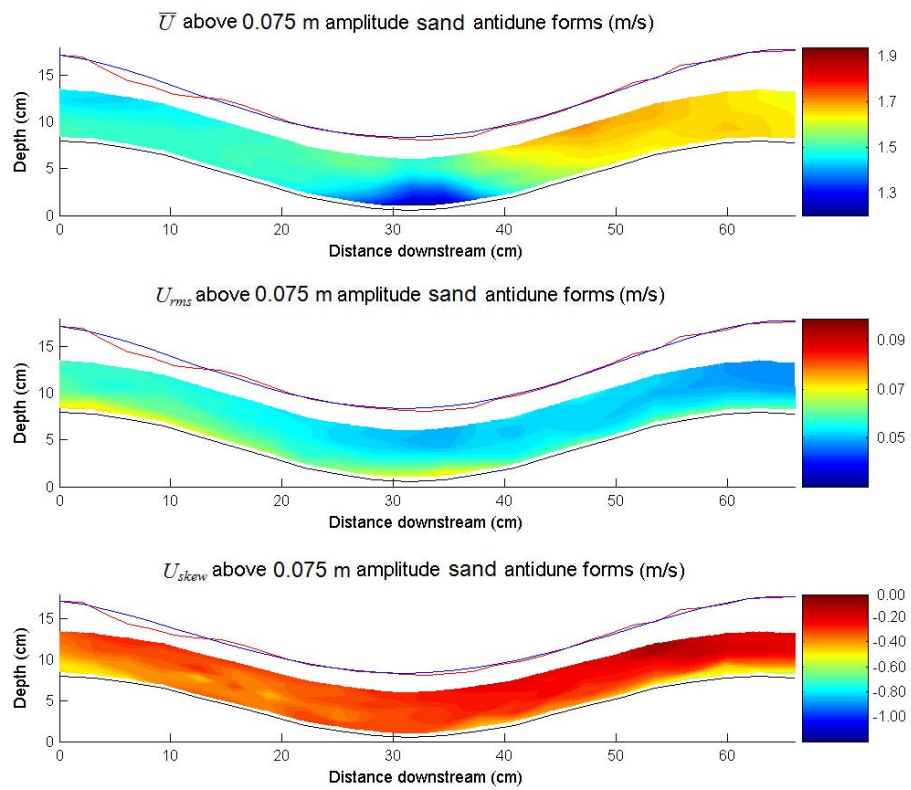 U̅ above 0.075 m amplitude sand antidune forms (m/s)
Depth (cm)
15
10
5
0
0 10 20 30 40 50 60
Distance downstream (cm)
1.9
1.7
1.5
1.3
U_rms above 0.075 m amplitude sand antidune forms (m/s)
Depth (cm)
15
10
5
0
0 10 20 30 40 50 60
Distance downstream (cm)
0.09
0.07
0.05
U_skew above 0.075 m amplitude sand antidune forms (m/s)
Depth (cm)
15
10
5
0
0 10 20 30 40 50 60
Distance downstream (cm)
0.00
-0.20
-0.40
-0.60
-0.80
-1.00